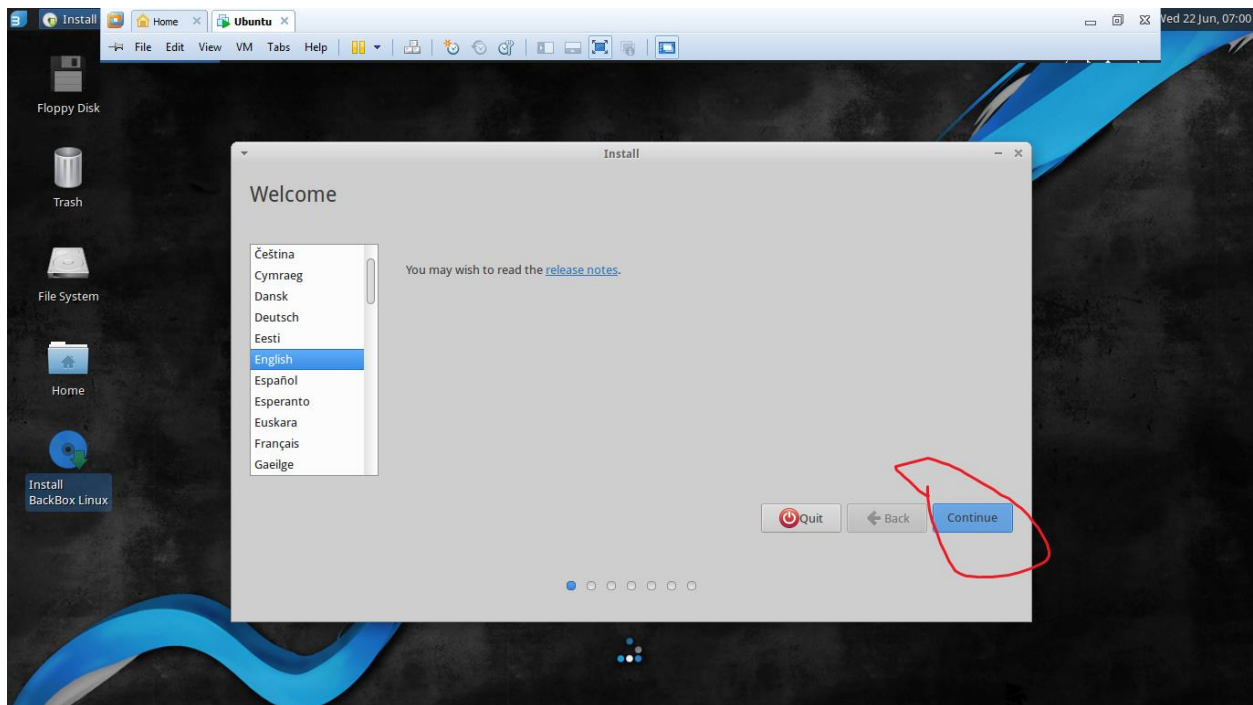 Install
Home
Ubuntu
Wed 22 Jun, 07:00
File Edit View VM Tabs Help
Floppy Disk
Trash
File System
Home
Install
BackBox Linux
Install
Welcome
Čeština
Cymraeg
Dansk
Deutsch
Eesti
English
Español
Esperanto
Euskara
Français
Gaeilge
You may wish to read the release notes.
Quit
Back
Continue